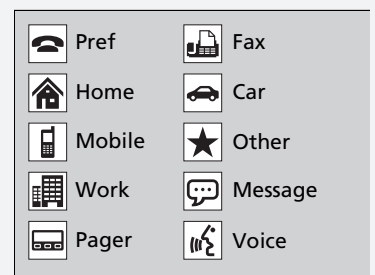 Pref
Fax
Home
Car
Mobile
Other
Work
Message
Pager
Voice